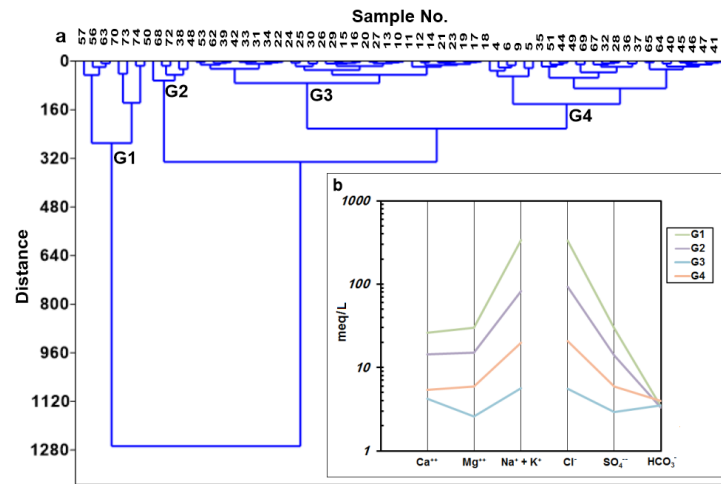 Sample No.
a
57 56 63 70 73 74 50 68 72 38 48 53 62 39 42 33 31 34 22 24 25 30 26 29 15 16 20 27 13 10 11 12 14 21 23 19 17 18 4 6 9 5 35 51 44 49 69 67 32 28 36 37 65 64 40 45 46 47 41
0
160
320
480
640
800
960
1120
1280
Distance
G1
G2
G3
G4
b
1000
100
10
1
meq/L
Ca⁺⁺ Mg⁺⁺ Na⁺ + K⁺ Cl⁻ SO₄⁻⁻ HCO₃⁻
G1
G2
G3
G4